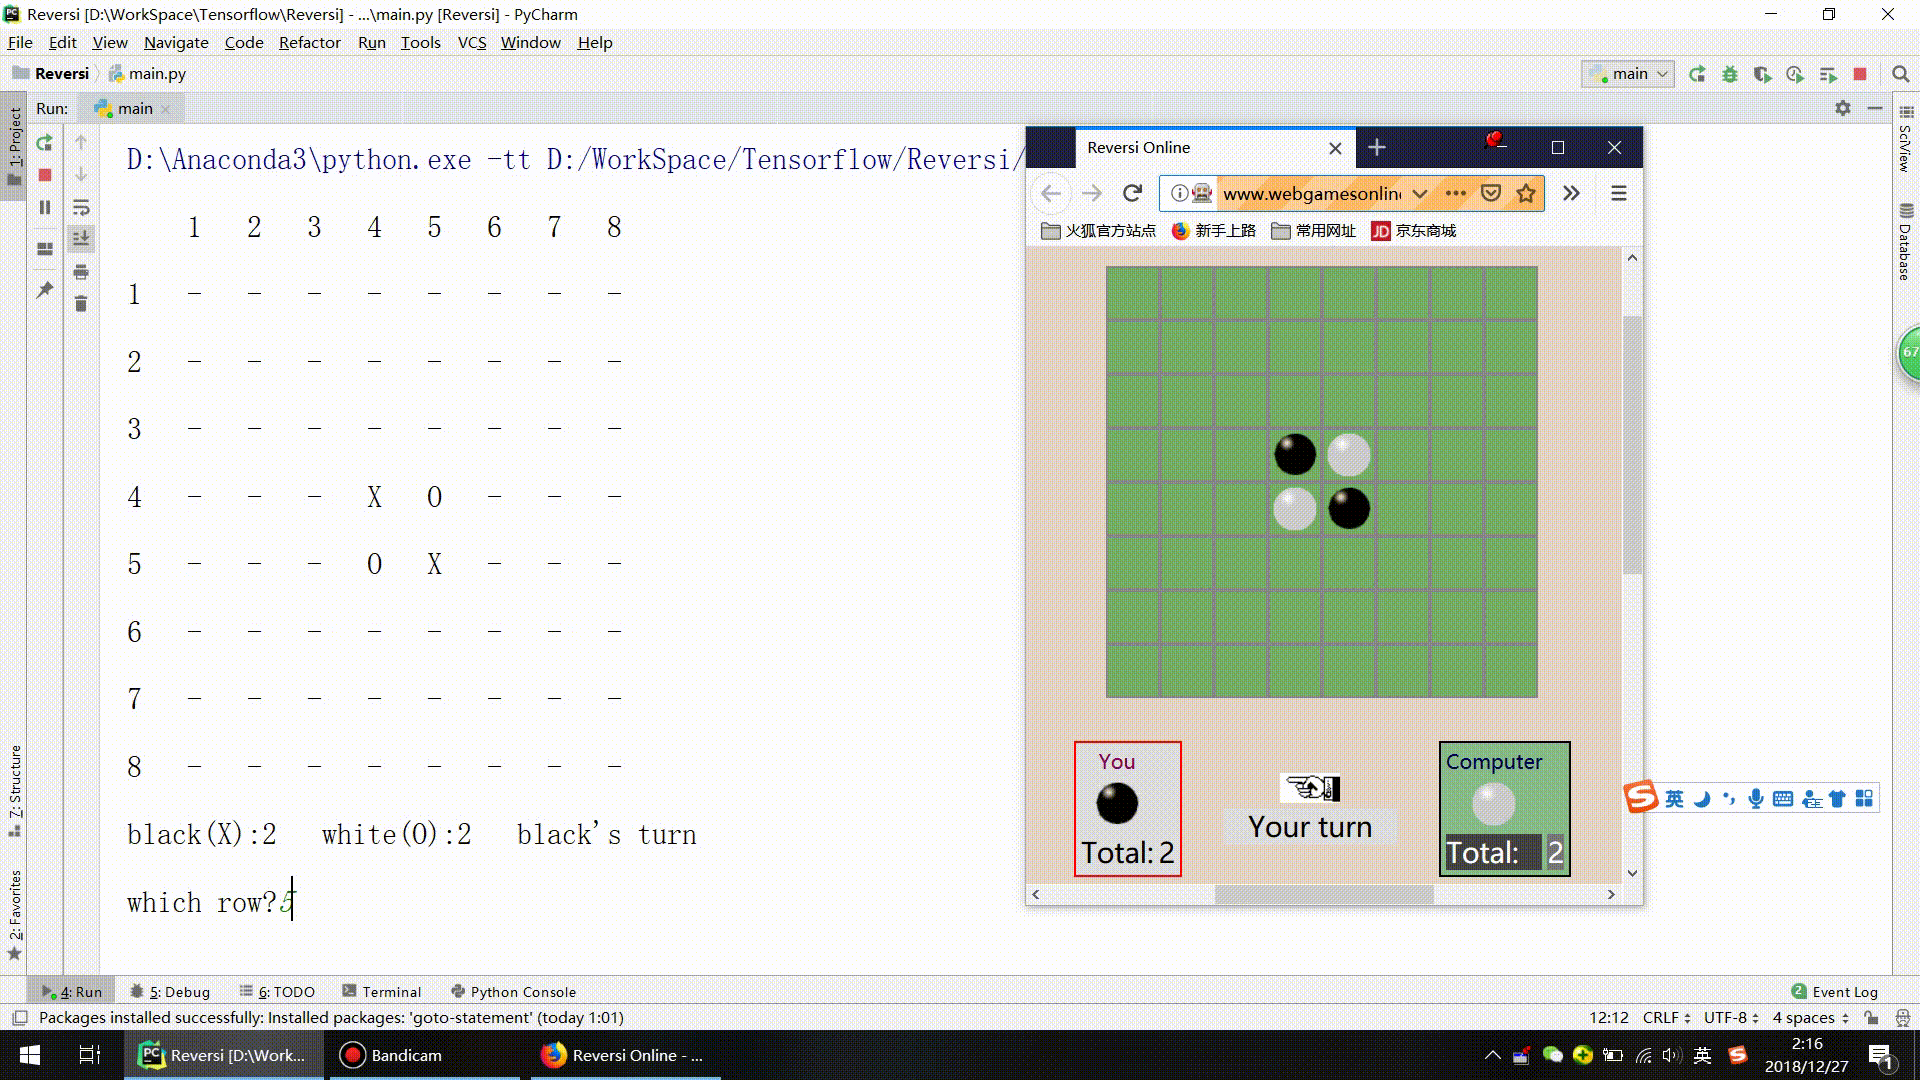 Reversi [D:\WorkSpace\Tensorflow\Reversi] - ...\main.py [Reversi] - PyCharm
File Edit View Navigate Code Refactor Run Tools VCS Window Help
Reversi main.py
main
Run: main
1: Project
7: Structure
2: Favorites
SciView
Database
D:\Anaconda3\python.exe -tt D:/WorkSpace/Tensorflow/Reversi/
1 2 3 4 5 6 7 8
1 - - - - - - - -
2 - - - - - - - -
3 - - - - - - - -
4 - - - X O - - -
5 - - - O X - - -
6 - - - - - - - -
7 - - - - - - - -
8 - - - - - - - -
black(X):2 white(O):2 black's turn
which row?5
Reversi Online
www.webgamesonlin
火狐官方站点 新手上路 常用网址 JD 京东商城
You
Total: 2
Your turn
Computer
Total: 2
67
英
4: Run 5: Debug 6: TODO Terminal Python Console
2 Event Log
Packages installed successfully: Installed packages: 'goto-statement' (today 1:01)
12:12 CRLF UTF-8 4 spaces
PC Reversi [D:\Work... Bandicam Reversi Online - ...
英
2:16
2018/12/27
1